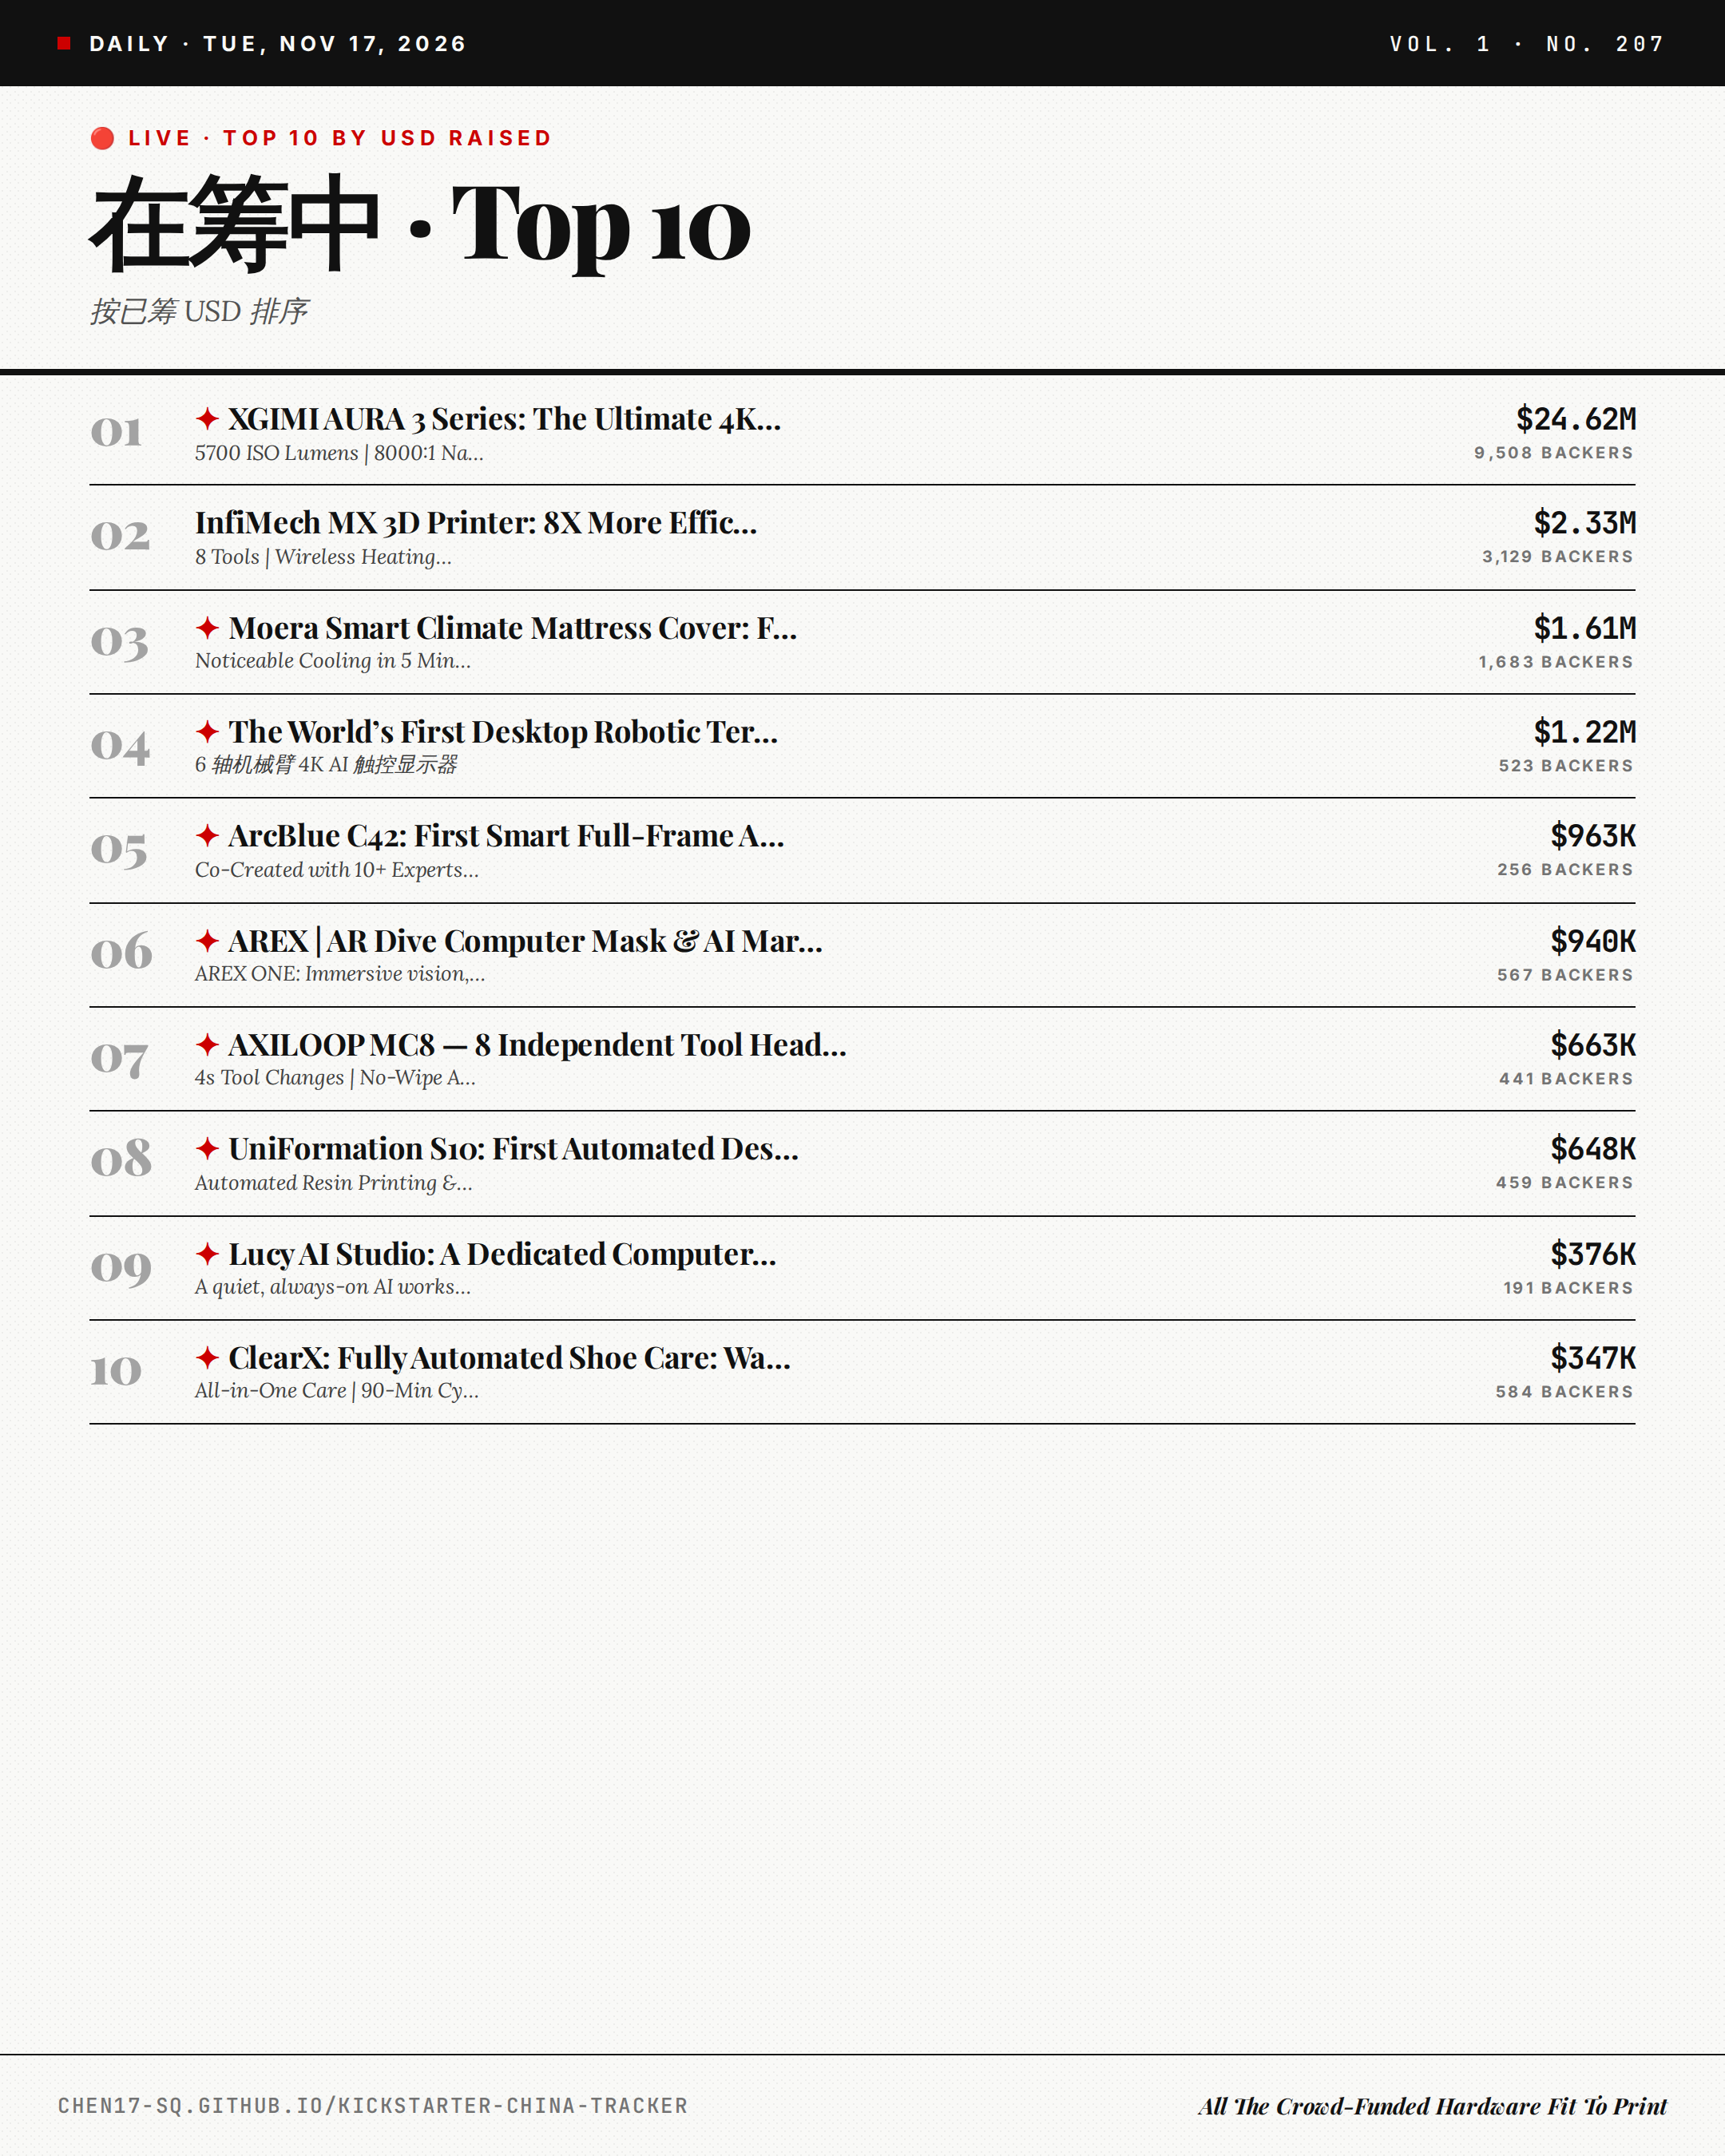 DAILY · TUE, NOV 17, 2026
VOL. 1 · NO. 207
LIVE · TOP 10 BY USD RAISED
在筹中 · Top 10
按已筹 USD 排序
01
✦ XGIMI AURA 3 Series: The Ultimate 4K...
$24.62M
5700 ISO Lumens | 8000:1 Na...
9,508 BACKERS
02
InfiMech MX 3D Printer: 8X More Effic...
$2.33M
8 Tools | Wireless Heating...
3,129 BACKERS
03
✦ Moera Smart Climate Mattress Cover: F...
$1.61M
Noticeable Cooling in 5 Min...
1,683 BACKERS
04
✦ The World’s First Desktop Robotic Ter...
$1.22M
6 轴机械臂 4K AI 触控显示器
523 BACKERS
05
✦ ArcBlue C42: First Smart Full-Frame A...
$963K
Co-Created with 10+ Experts...
256 BACKERS
06
✦ AREX | AR Dive Computer Mask & AI Mar...
$940K
AREX ONE: Immersive vision,...
567 BACKERS
07
✦ AXILOOP MC8 — 8 Independent Tool Head...
$663K
4s Tool Changes | No-Wipe A...
441 BACKERS
08
✦ UniFormation S10: First Automated Des...
$648K
Automated Resin Printing &...
459 BACKERS
09
✦ Lucy AI Studio: A Dedicated Computer...
$376K
A quiet, always-on AI works...
191 BACKERS
10
✦ ClearX: Fully Automated Shoe Care: Wa...
$347K
All-in-One Care | 90-Min Cy...
584 BACKERS
CHEN17-SQ.GITHUB.IO/KICKSTARTER-CHINA-TRACKER
All The Crowd-Funded Hardware Fit To Print